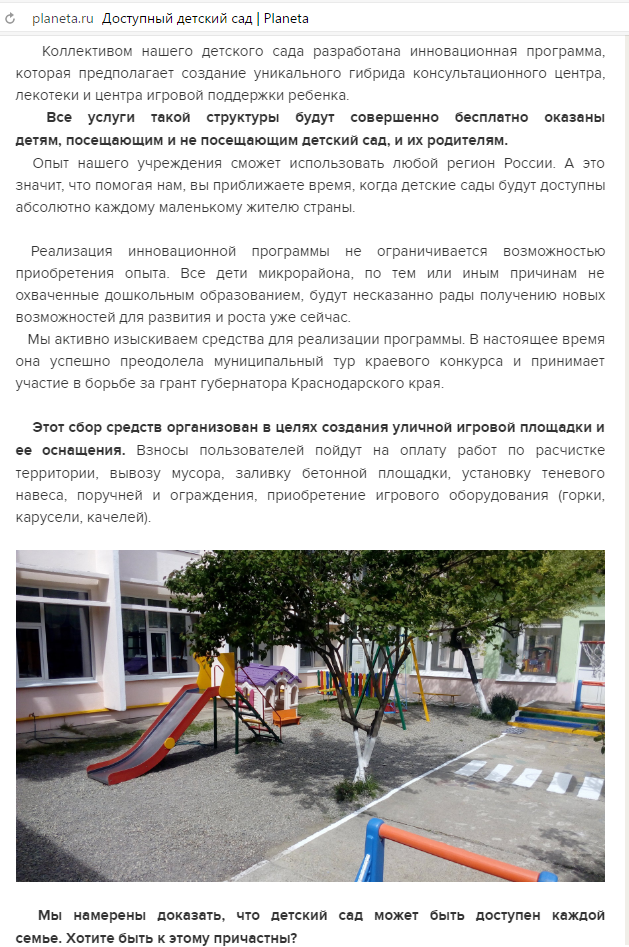 planeta.ru Доступный детский сад | Planeta
Коллективом нашего детского сада разработана инновационная программа,
которая предполагает создание уникального гибрида консультационного центра,
лекотеки и центра игровой поддержки ребенка.
Все услуги такой структуры будут совершенно бесплатно оказаны
детям, посещающим и не посещающим детский сад, и их родителям.
Опыт нашего учреждения сможет использовать любой регион России. А это
значит, что помогая нам, вы приближаете время, когда детские сады будут доступны
абсолютно каждому маленькому жителю страны.
Реализация инновационной программы не ограничивается возможностью
приобретения опыта. Все дети микрорайона, по тем или иным причинам не
охваченные дошкольным образованием, будут несказанно рады получению новых
возможностей для развития и роста уже сейчас.
Мы активно изыскиваем средства для реализации программы. В настоящее время
она успешно преодолела муниципальный тур краевого конкурса и принимает
участие в борьбе за грант губернатора Краснодарского края.
Этот сбор средств организован в целях создания уличной игровой площадки и
ее оснащения. Взносы пользователей пойдут на оплату работ по расчистке
территории, вывозу мусора, заливку бетонной площадки, установку теневого
навеса, поручней и ограждения, приобретение игрового оборудования (горки,
карусели, качелей).
Мы намерены доказать, что детский сад может быть доступен каждой
семье. Хотите быть к этому причастны?